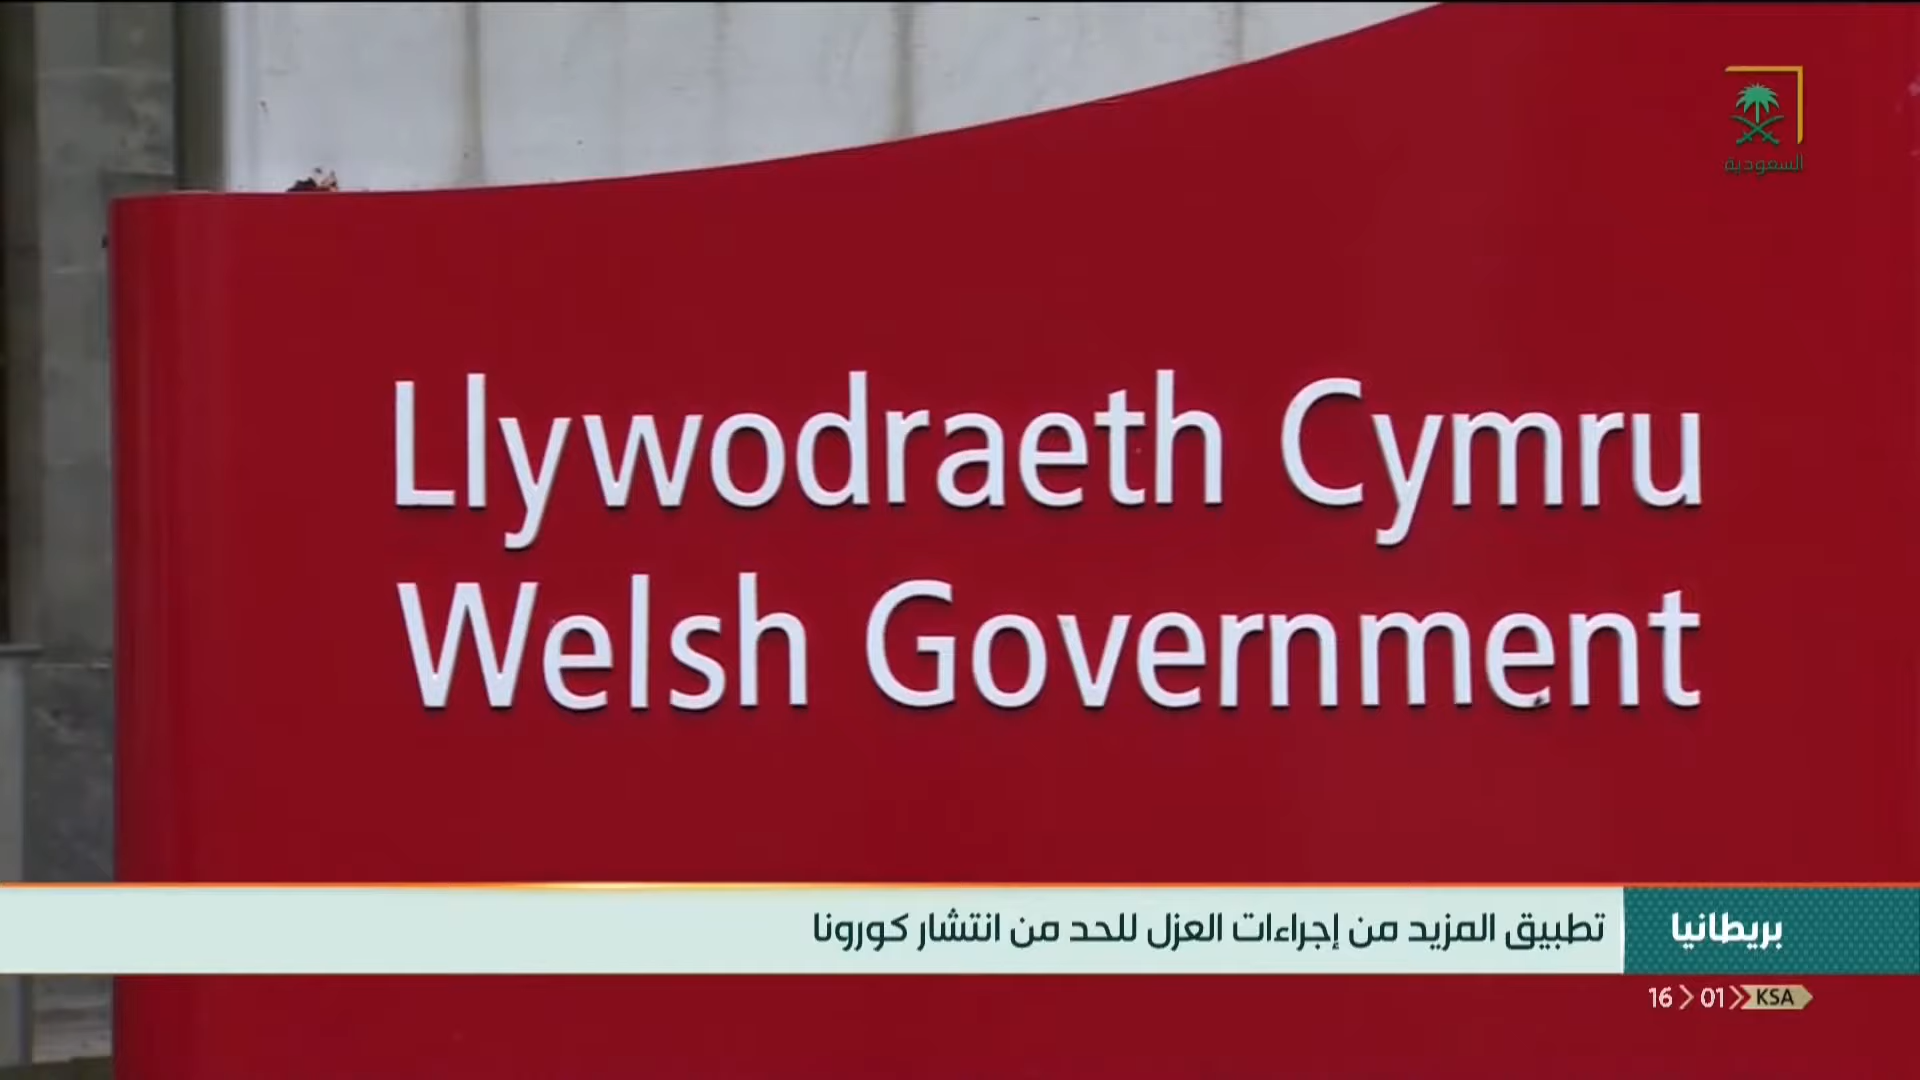 السعودية
Llywodraeth Cymru
Welsh Government
بريطانيا
تطبيق المزيد من إجراءات العزل للحد من انتشار كورونا
16 01 KSA